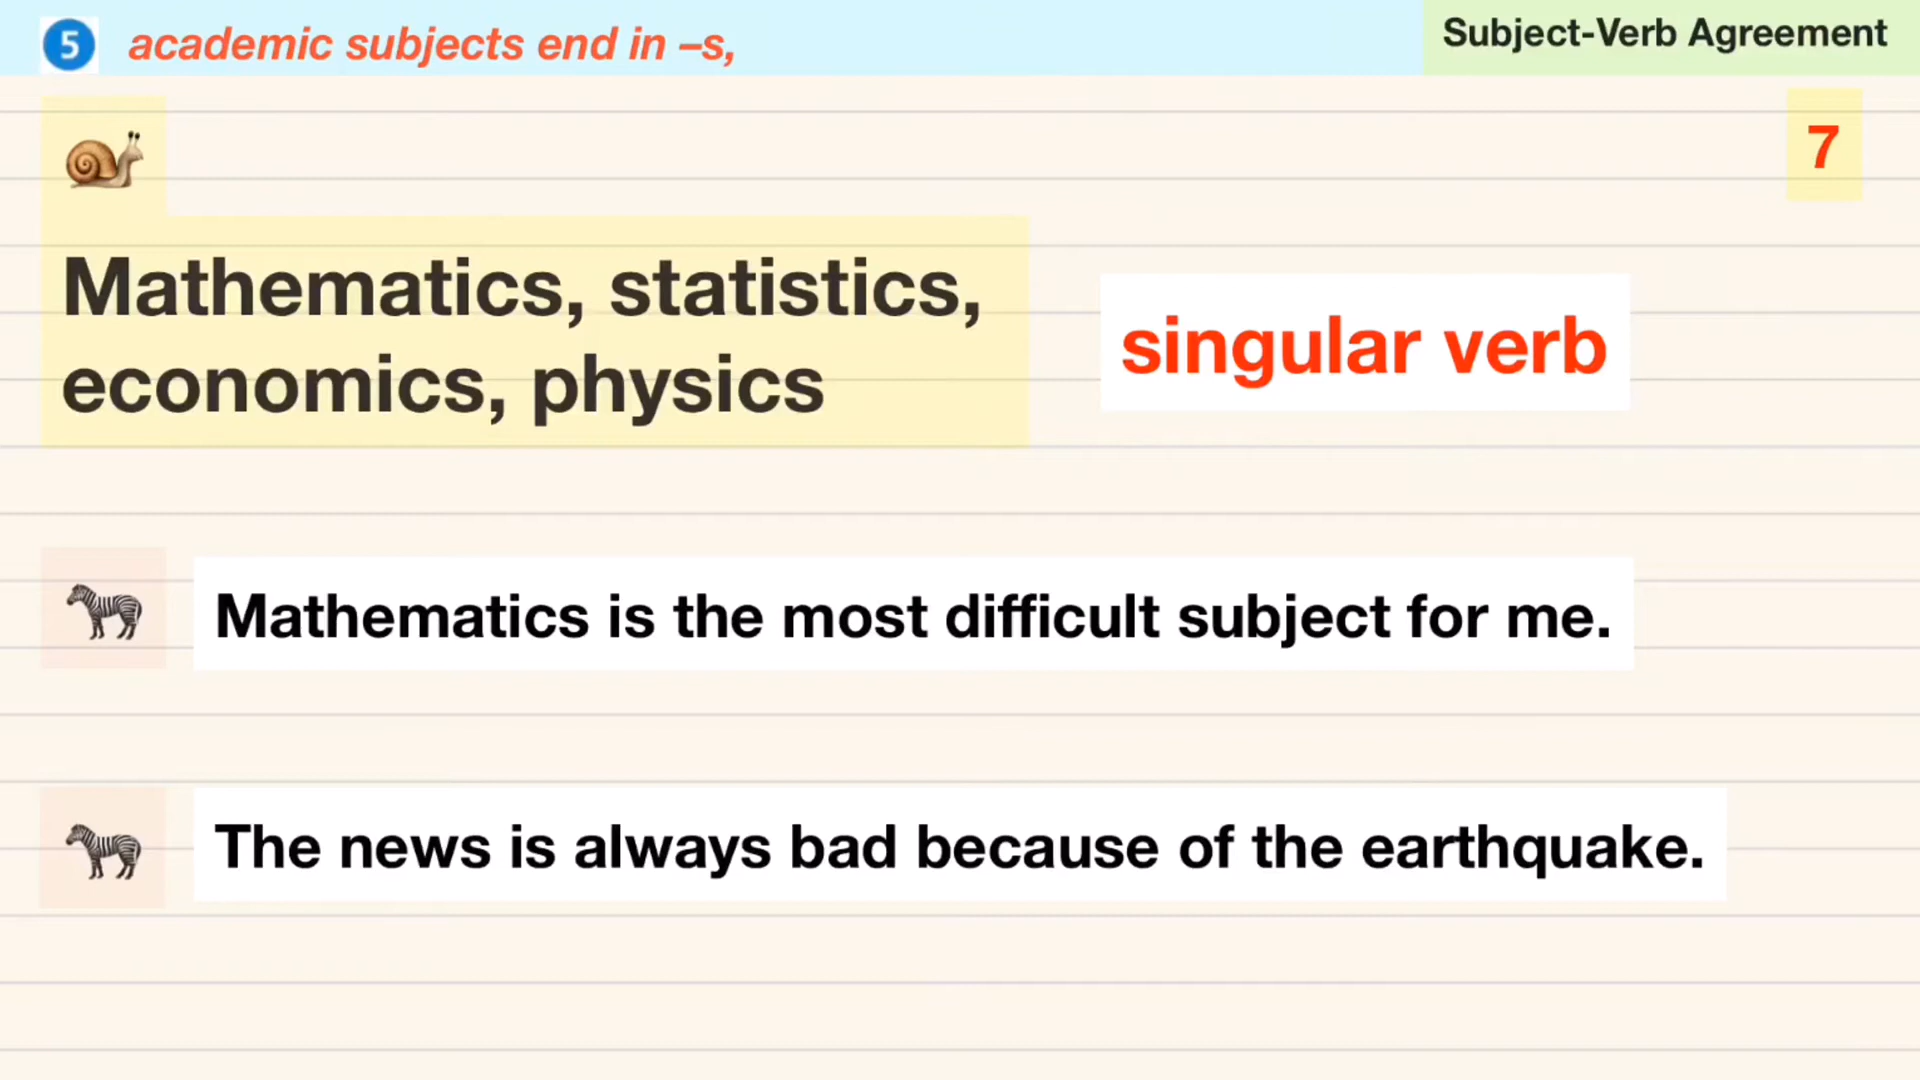 5 academic subjects end in –s,
Subject-Verb Agreement
7
Mathematics, statistics,
economics, physics
singular verb
Mathematics is the most difficult subject for me.
The news is always bad because of the earthquake.